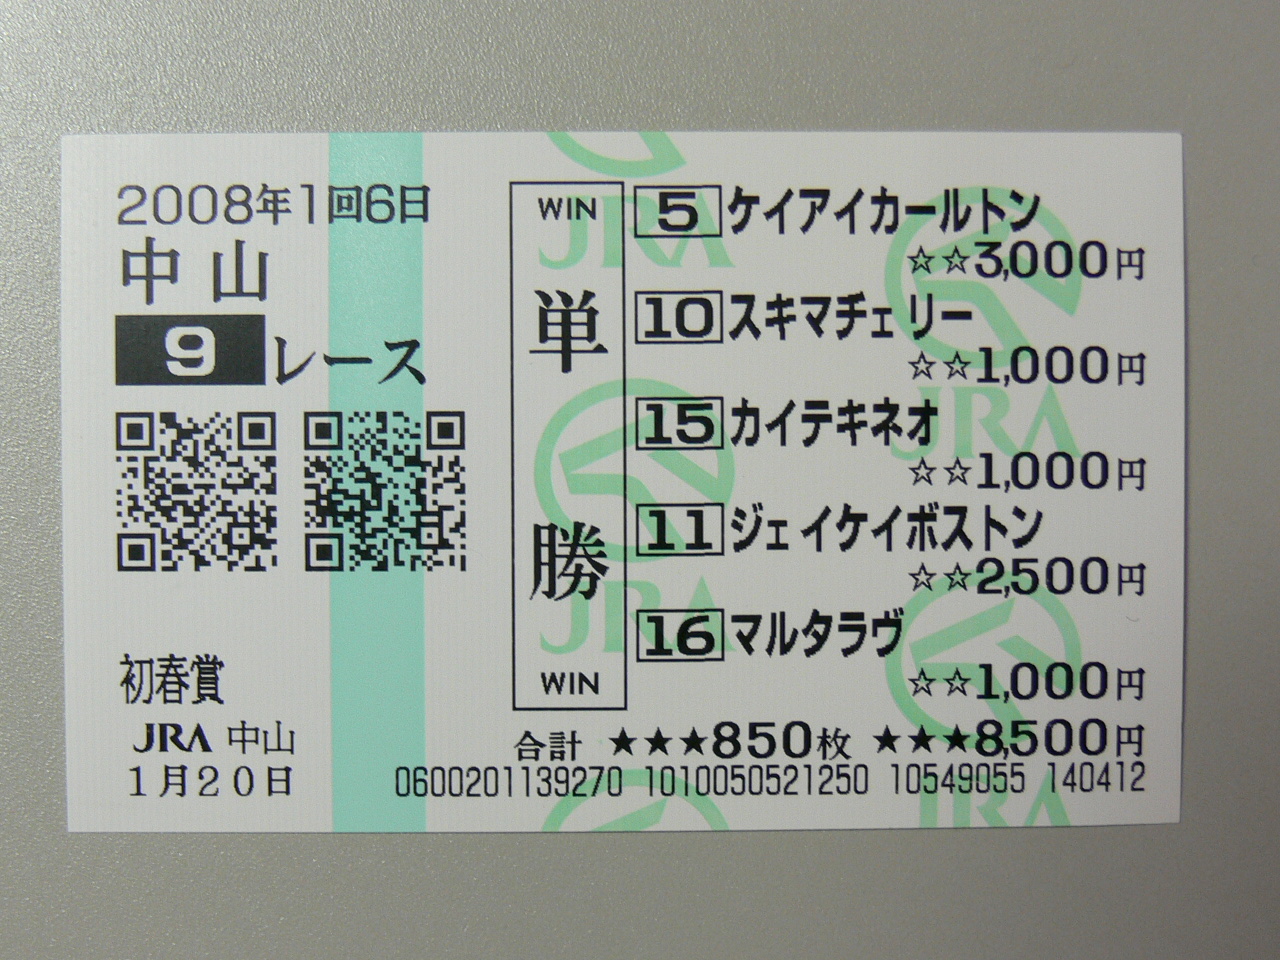 2008年1回6日
中山
9レース
初春賞
JRA 中山
1月20日
WIN
単勝
WIN
5 ケイアイカールトン
☆☆3,000円
10 スキマチェリー
☆☆1,000円
15 カイテキネオ
☆☆1,000円
11 ジェイケイボストン
☆☆2,500円
16 マルタラヴ
☆☆1,000円
合計 ★★★850枚 ★★★8,500円
0600201139270 1010050521250 10549055 140412
JRA
JRA
JRA
JRA